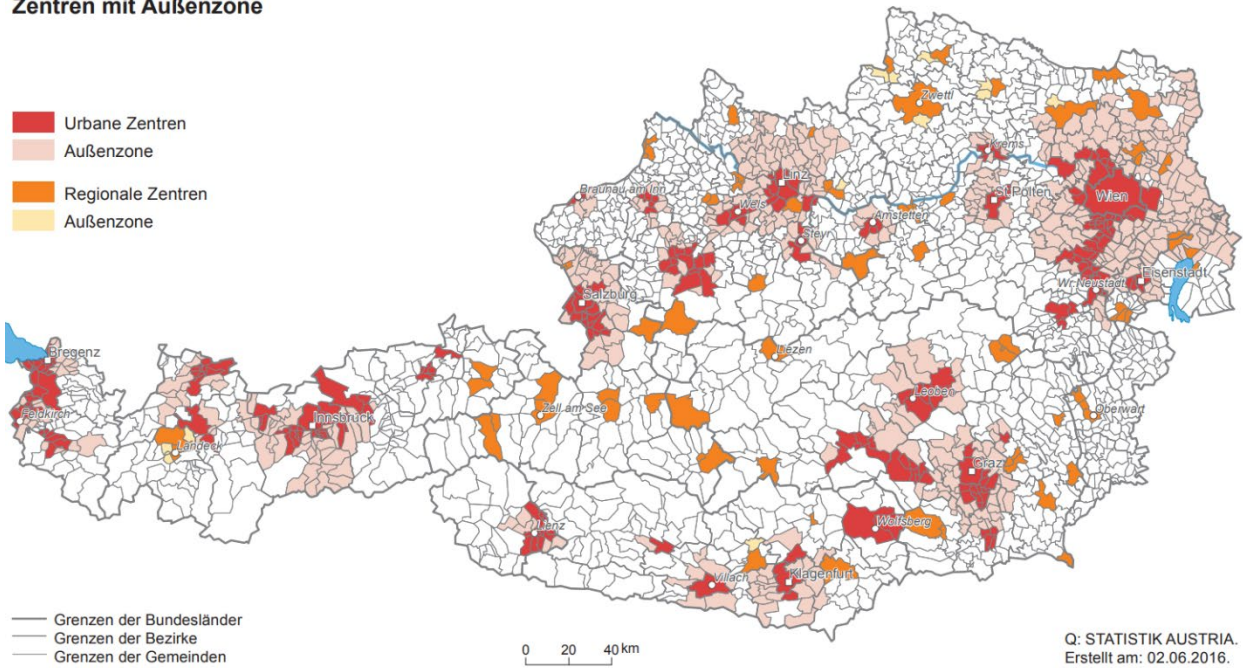 Zentren mit Außenzone
Urbane Zentren
Außenzone
Regionale Zentren
Außenzone
Zwettl
Krems
Linz
Braunau am Inn
Wels
St.Pölten
Wien
Amstetten
Steyr
Eisenstadt
Salzburg
Wr.Neustadt
Bregenz
Liezen
Leoben
Feldkirch
Innsbruck
Zell am See
Oberwart
Landeck
Graz
Lienz
Wolfsberg
Villach
Klagenfurt
Grenzen der Bundesländer
Grenzen der Bezirke
Grenzen der Gemeinden
0 20 40 km
Q: STATISTIK AUSTRIA.
Erstellt am: 02.06.2016.